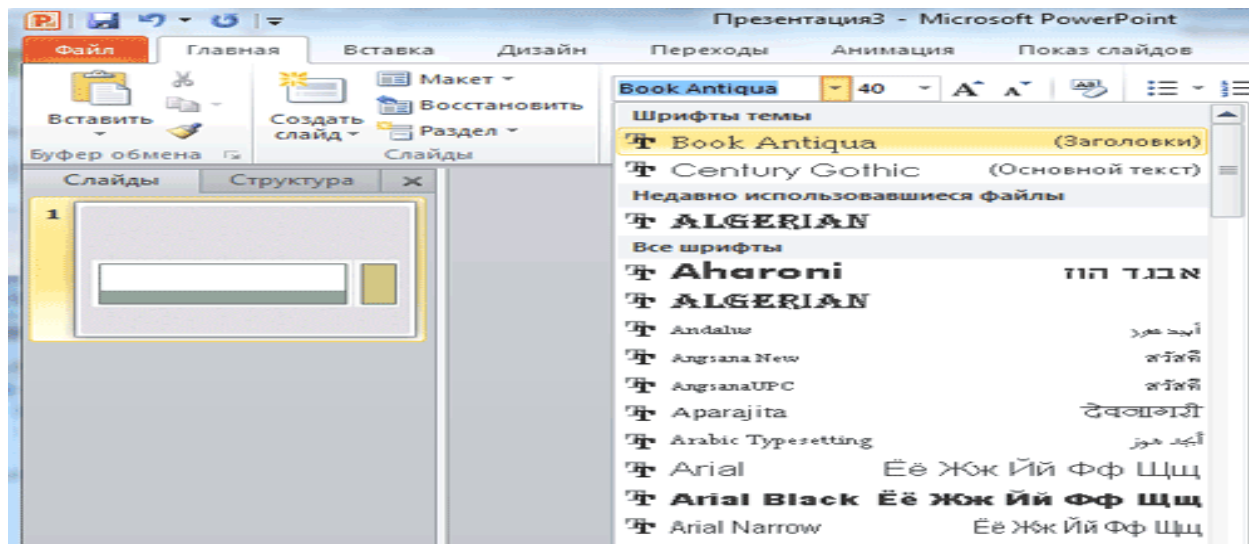 Презентация3 - Microsoft PowerPoint
Файл Главная Вставка Дизайн Переходы Анимация Показ слайдов
Вставить
Буфер обмена
Создать слайд
Макет
Восстановить
Раздел
Слайды
Book Antiqua 40
Слайды Структура
1
Шрифты темы
Book Antiqua (Заголовки)
Century Gothic (Основной текст)
Недавно использовавшиеся файлы
ALGERIAN
Все шрифты
Aharoni אבגד הוז
ALGERIAN
Andalus أبجد هوز
Angsana New สวัสดี
AngsanaUPC สวัสดี
Aparajita देवनागरी
Arabic Typesetting أبجد هوز
Arial Ёё Жж Йй Фф Щщ
Arial Black Ёё Жж Йй Фф Щщ
Arial Narrow Ёё Жж Йй Фф Щщ